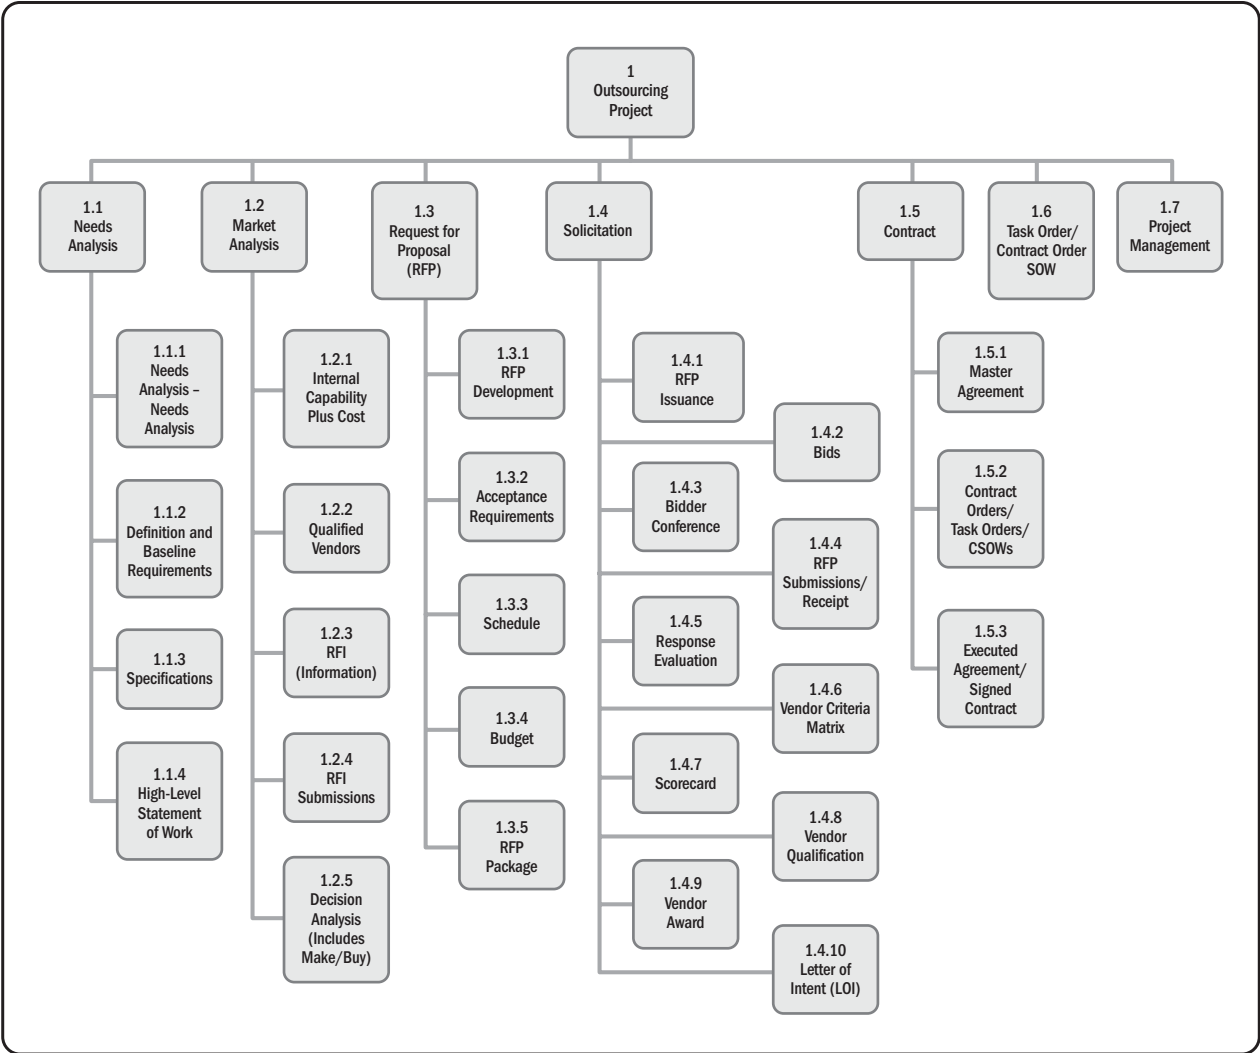 1
Outsourcing
Project
1.1
Needs
Analysis
1.2
Market
Analysis
1.3
Request for
Proposal
(RFP)
1.4
Solicitation
1.5
Contract
1.6
Task Order/
Contract Order
SOW
1.7
Project
Management
1.1.1
Needs
Analysis –
Needs
Analysis
1.1.2
Definition and
Baseline
Requirements
1.1.3
Specifications
1.1.4
High-Level
Statement
of Work
1.2.1
Internal
Capability
Plus Cost
1.2.2
Qualified
Vendors
1.2.3
RFI
(Information)
1.2.4
RFI
Submissions
1.2.5
Decision
Analysis
(Includes
Make/Buy)
1.3.1
RFP
Development
1.3.2
Acceptance
Requirements
1.3.3
Schedule
1.3.4
Budget
1.3.5
RFP
Package
1.4.1
RFP
Issuance
1.4.2
Bids
1.4.3
Bidder
Conference
1.4.4
RFP
Submissions/
Receipt
1.4.5
Response
Evaluation
1.4.6
Vendor Criteria
Matrix
1.4.7
Scorecard
1.4.8
Vendor
Qualification
1.4.9
Vendor
Award
1.4.10
Letter of
Intent (LOI)
1.5.1
Master
Agreement
1.5.2
Contract
Orders/
Task Orders/
CSOWs
1.5.3
Executed
Agreement/
Signed
Contract